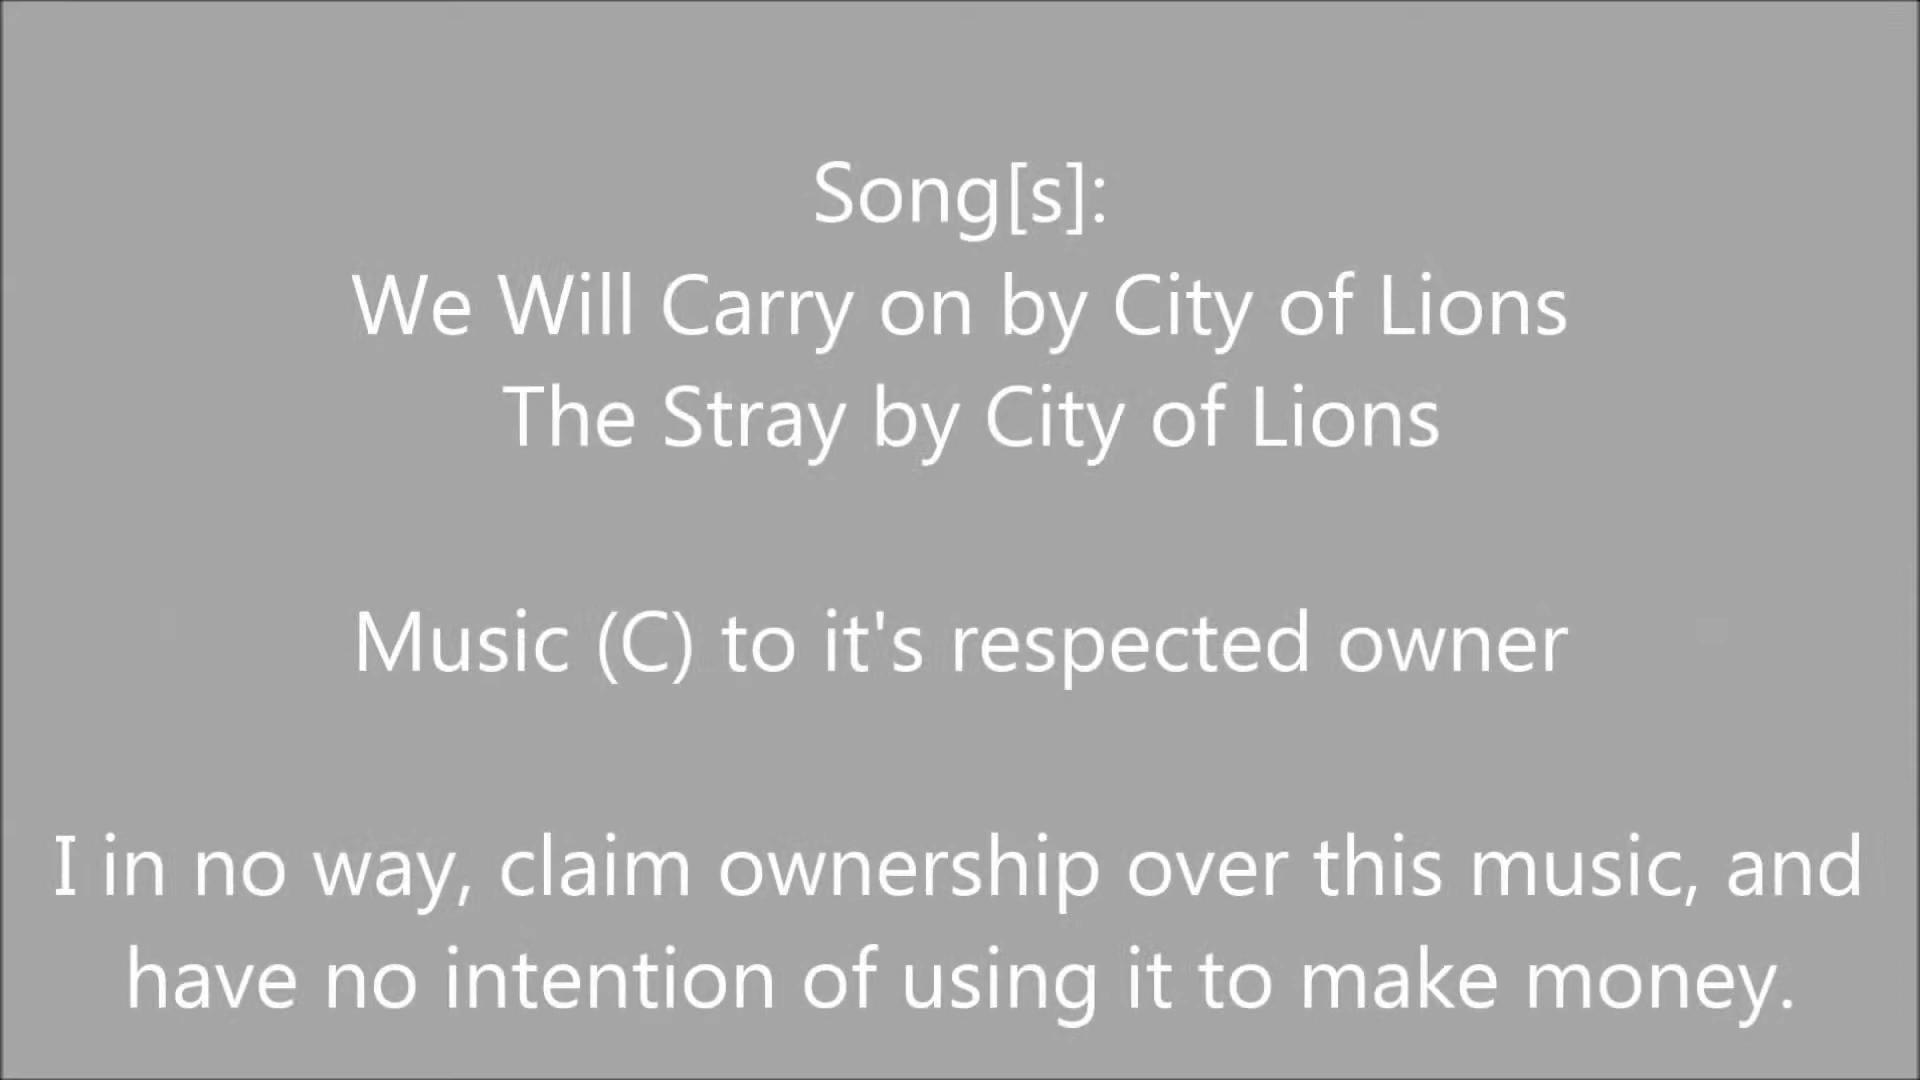 Song[s]:
We Will Carry on by City of Lions
The Stray by City of Lions
Music (C) to it's respected owner
I in no way, claim ownership over this music, and
have no intention of using it to make money.